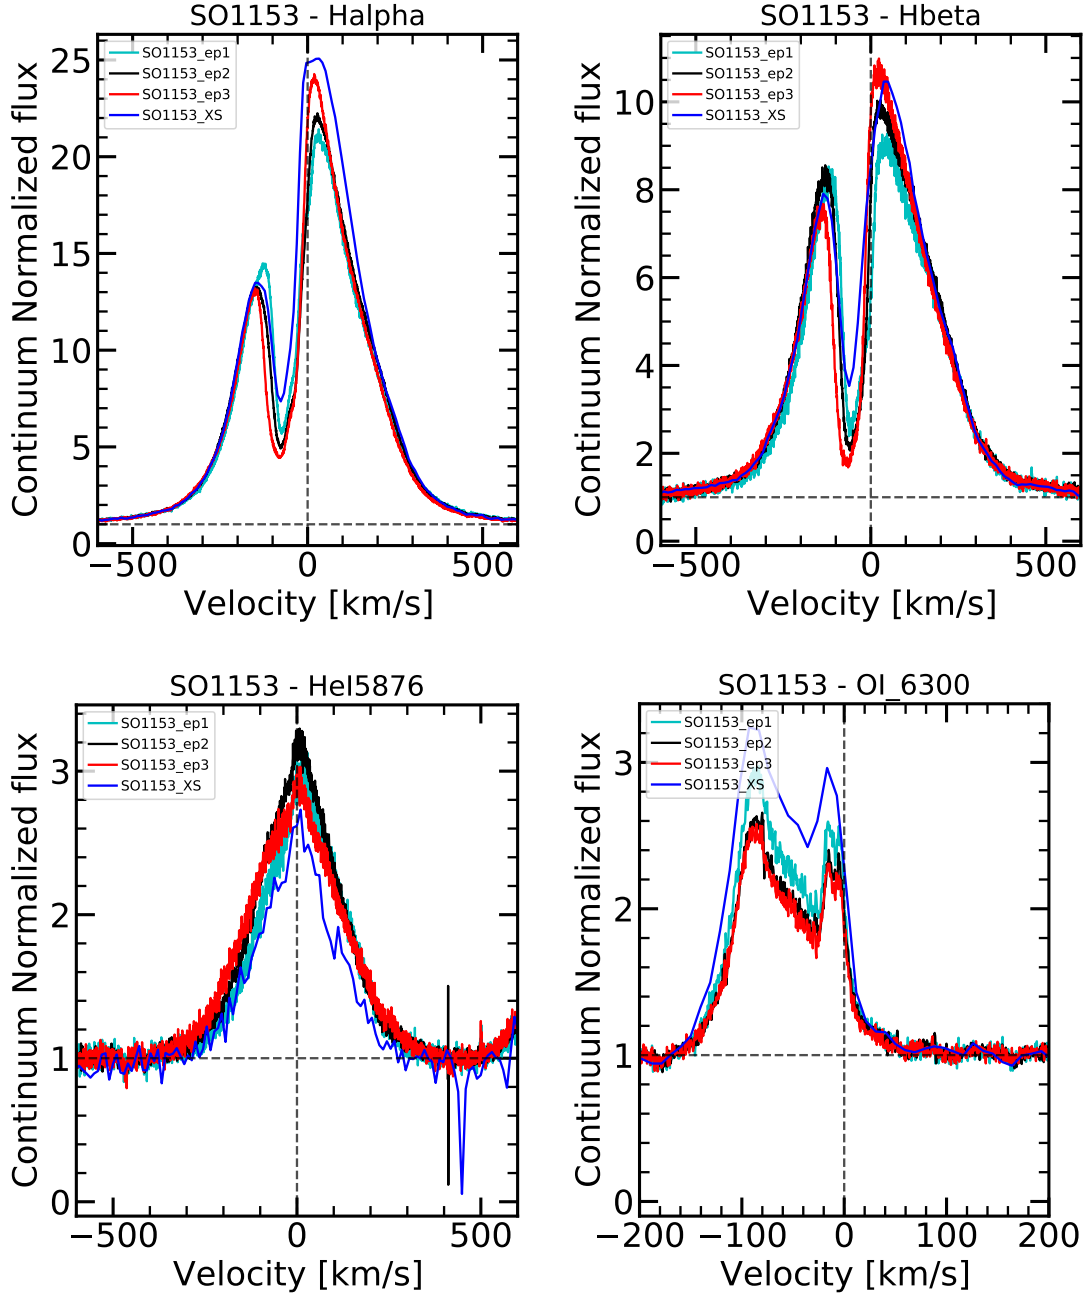 SO1153 - Halpha
SO1153_ep1
SO1153_ep2
SO1153_ep3
SO1153_XS
Continuum Normalized flux
25
20
15
10
5
0
−500
0
500
Velocity [km/s]
SO1153 - Hbeta
SO1153_ep1
SO1153_ep2
SO1153_ep3
SO1153_XS
Continuum Normalized flux
10
8
6
4
2
0
−500
0
500
Velocity [km/s]
SO1153 - HeI5876
SO1153_ep1
SO1153_ep2
SO1153_ep3
SO1153_XS
Continuum Normalized flux
3
2
1
0
−500
0
500
Velocity [km/s]
SO1153 - OI_6300
SO1153_ep1
SO1153_ep2
SO1153_ep3
SO1153_XS
Continuum Normalized flux
3
2
1
0
−200
−100
0
100
200
Velocity [km/s]